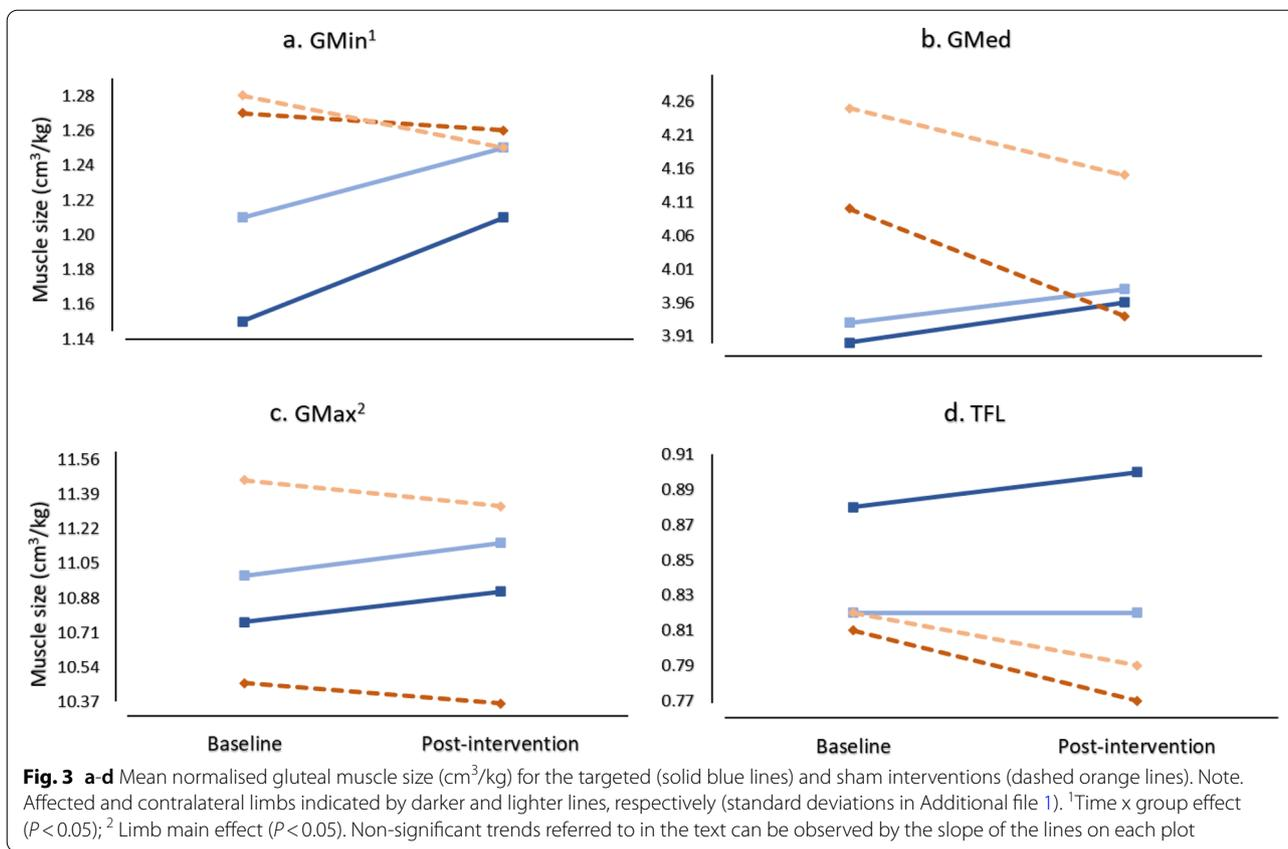 a. GMin¹
b. GMed
Muscle size (cm³/kg)
1.28
1.26
1.24
1.22
1.20
1.18
1.16
1.14
4.26
4.21
4.16
4.11
4.06
4.01
3.96
3.91
c. GMax²
d. TFL
Muscle size (cm³/kg)
11.56
11.39
11.22
11.05
10.88
10.71
10.54
10.37
0.91
0.89
0.87
0.85
0.83
0.81
0.79
0.77
Baseline
Post-intervention
Baseline
Post-intervention
Fig. 3 a-d Mean normalised gluteal muscle size (cm³/kg) for the targeted (solid blue lines) and sham interventions (dashed orange lines). Note.
Affected and contralateral limbs indicated by darker and lighter lines, respectively (standard deviations in Additional file 1). ¹Time x group effect
(P < 0.05); ² Limb main effect (P < 0.05). Non-significant trends referred to in the text can be observed by the slope of the lines on each plot